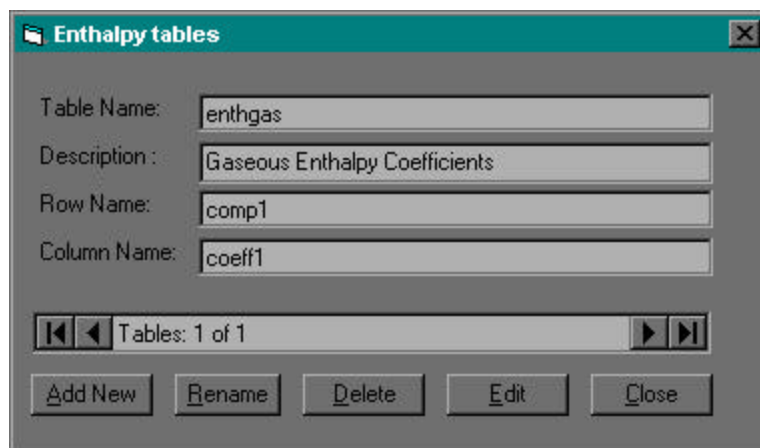 Enthalpy tables
Table Name: enthgas
Description : Gaseous Enthalpy Coefficients
Row Name: comp1
Column Name: coeff1
Tables: 1 of 1
Add New Rename Delete Edit Close